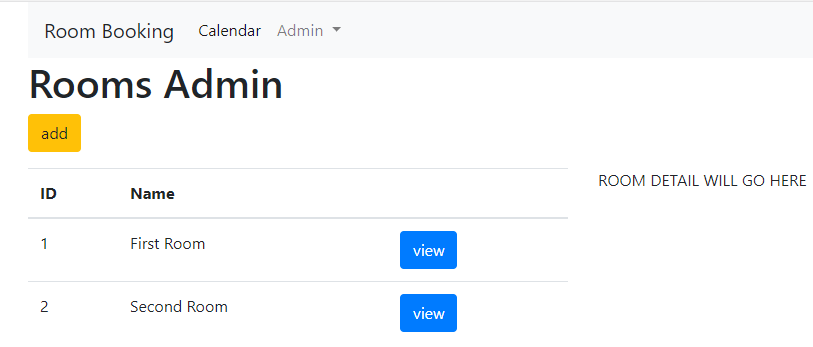 Room Booking Calendar Admin
Rooms Admin
add
ID Name
ROOM DETAIL WILL GO HERE
1 First Room view
2 Second Room view